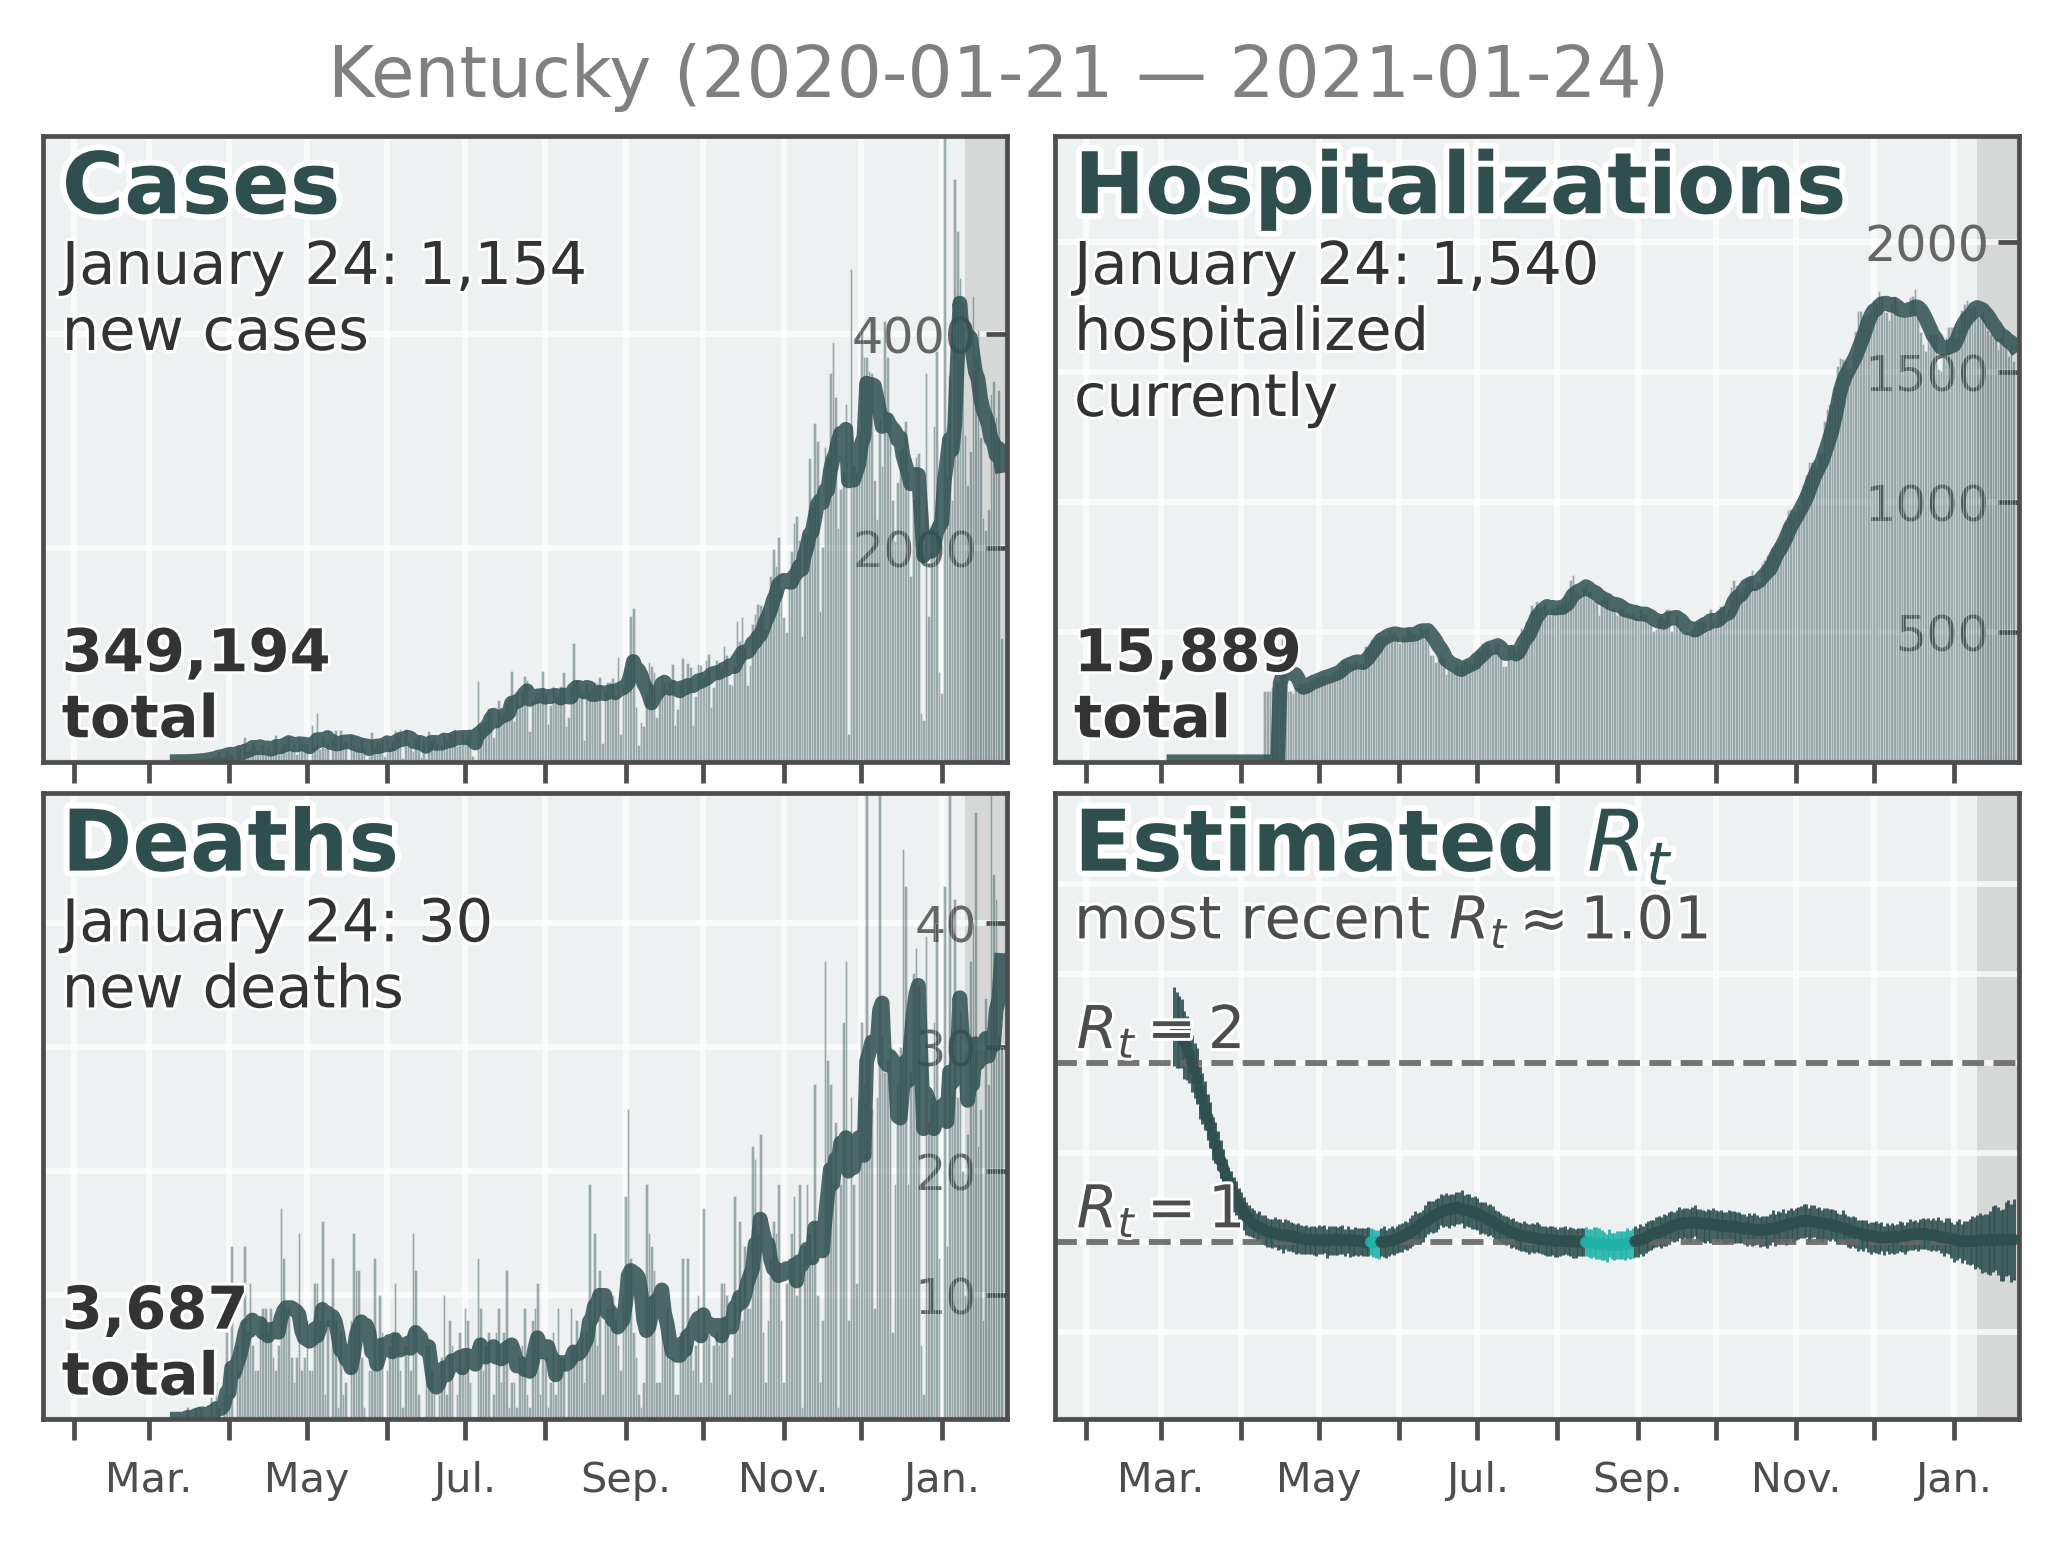 Kentucky (2020-01-21 — 2021-01-24)
Cases
January 24: 1,154
new cases
4000
2000
349,194
total
Hospitalizations
January 24: 1,540
hospitalized
currently
2000
1500
1000
500
15,889
total
Deaths
January 24: 30
new deaths
40
30
20
10
3,687
total
Mar. May Jul. Sep. Nov. Jan.
Estimated Rₜ
most recent Rₜ ≈ 1.01
Rₜ = 2
Rₜ = 1
Mar. May Jul. Sep. Nov. Jan.